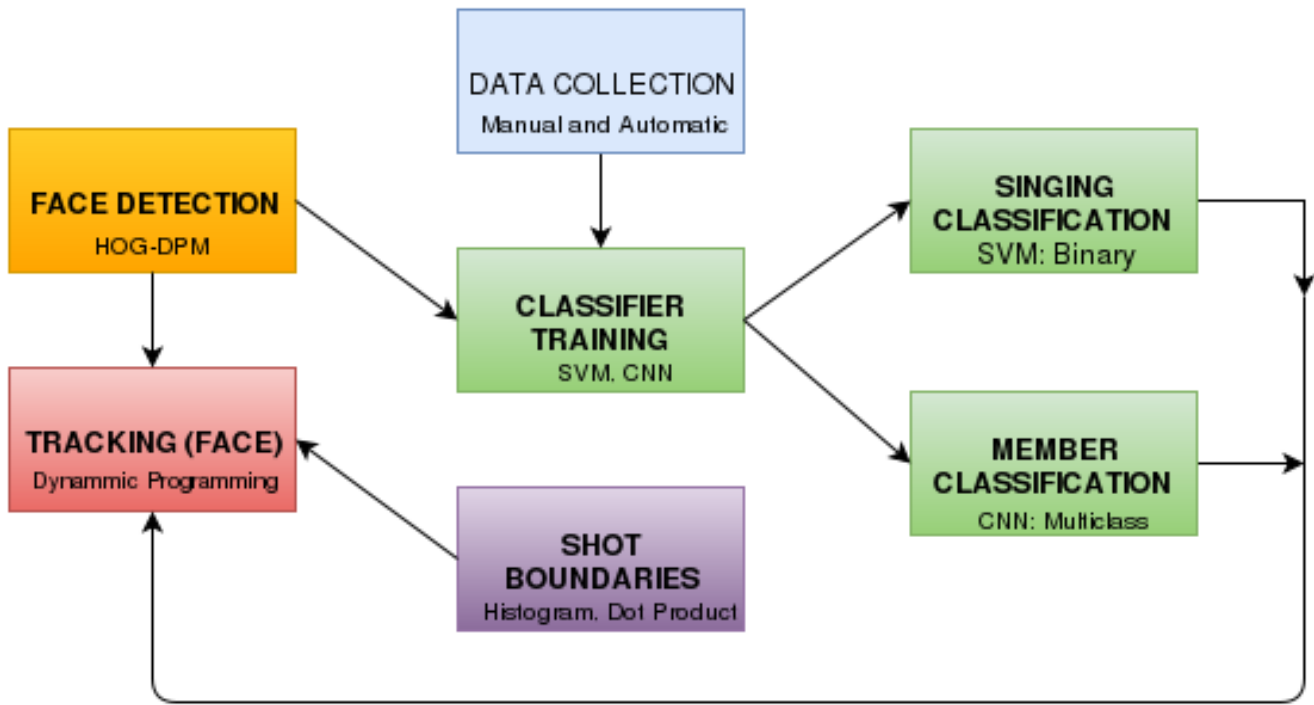 DATA COLLECTION
Manual and Automatic
FACE DETECTION
HOG-DPM
SINGING
CLASSIFICATION
SVM: Binary
CLASSIFIER
TRAINING
SVM, CNN
TRACKING (FACE)
Dynammic Programming
MEMBER
CLASSIFICATION
CNN: Multiclass
SHOT
BOUNDARIES
Histogram, Dot Product